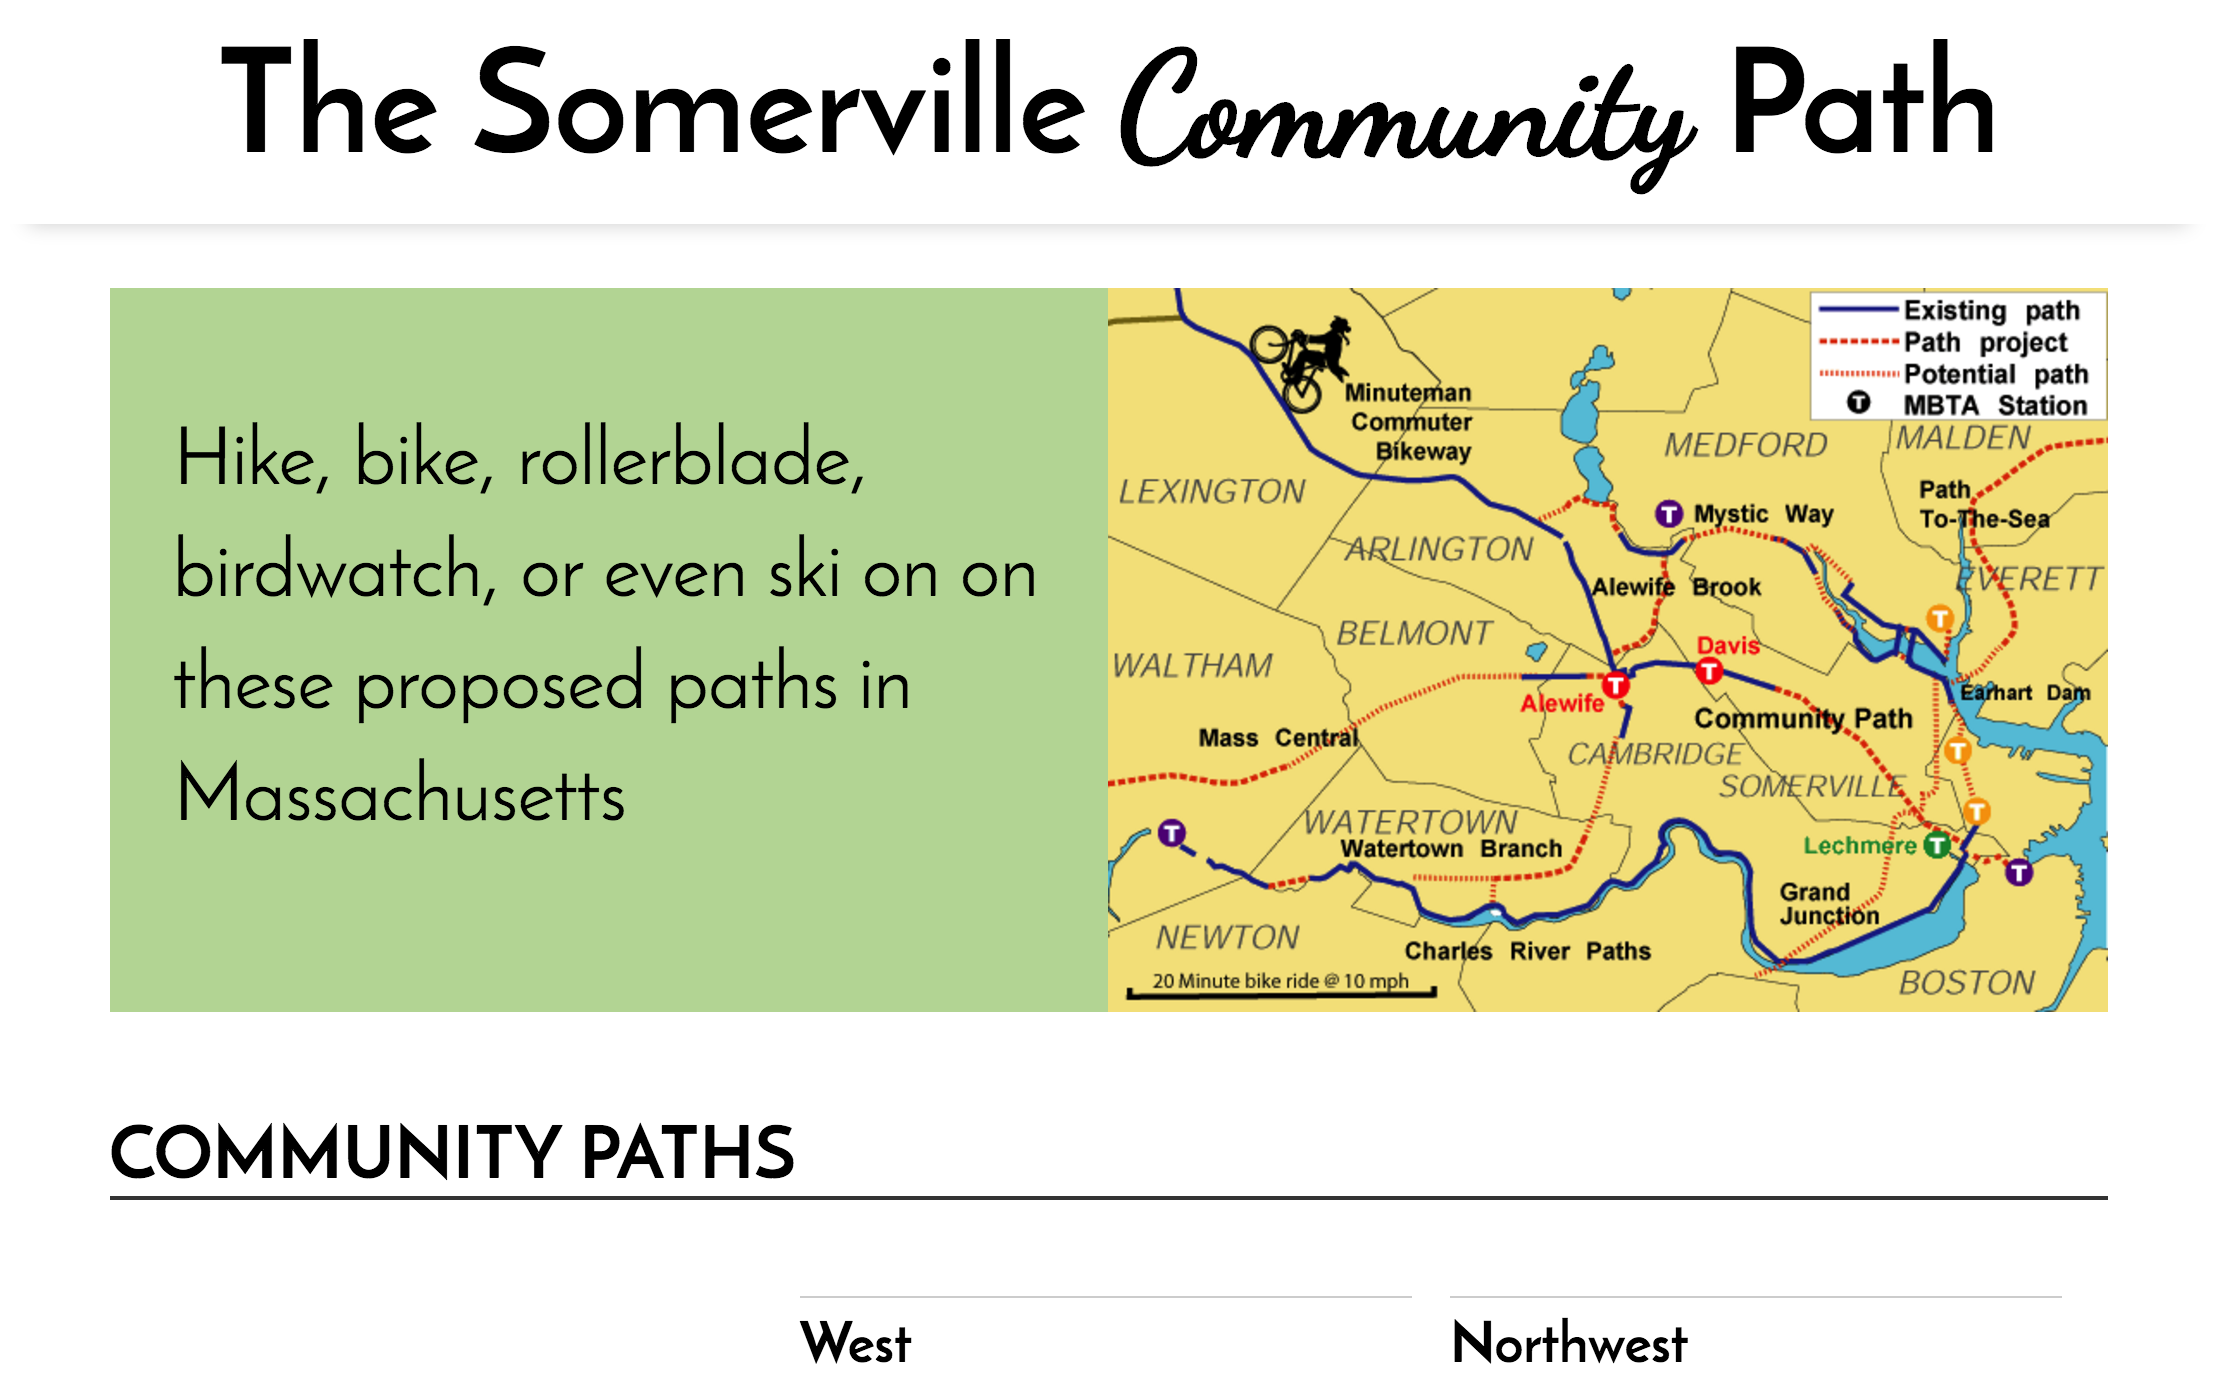 The Somerville Community Path
Hike, bike, rollerblade,
birdwatch, or even ski on on
these proposed paths in
Massachusetts
Existing path
Path project
Potential path
T MBTA Station
Minuteman
Commuter
Bikeway
MEDFORD
MALDEN
LEXINGTON
Path
To-The-Sea
T Mystic Way
ARLINGTON
Alewife Brook
EVERETT
T
BELMONT
Davis
T
WALTHAM
T
Alewife
Earhart Dam
Community Path
Mass Central
CAMBRIDGE
T
SOMERVILLE
T
WATERTOWN
T
Watertown Branch
Lechmere T
T
Grand
Junction
NEWTON
Charles River Paths
20 Minute bike ride @ 10 mph
BOSTON
COMMUNITY PATHS
West
Northwest